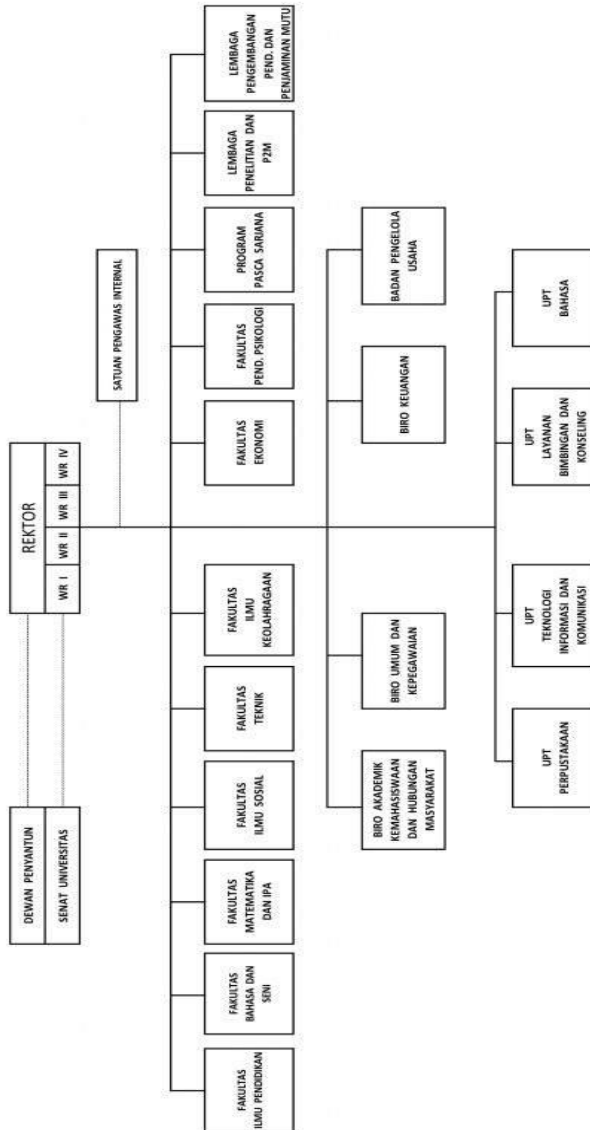 DEWAN PENYANTUN
SENAT UNIVERSITAS
REKTOR
WR I
WR II
WR III
WR IV
SATUAN PENGAWAS INTERNAL
FAKULTAS
ILMU PENDIDIKAN
FAKULTAS
BAHASA DAN
SENI
FAKULTAS
MATEMATIKA
DAN IPA
FAKULTAS
ILMU SOSIAL
FAKULTAS
TEKNIK
FAKULTAS
ILMU
KEOLAHRAGAAN
FAKULTAS
EKONOMI
FAKULTAS
PEND. PSIKOLOGI
PROGRAM
PASCA SARJANA
LEMBAGA
PENELITIAN DAN
P2M
LEMBAGA
PENGEMBANGAN
PEND. DAN
PENJAMINAN MUTU
BIRO AKADEMIK
KEMAHASISWAAN
DAN HUBUNGAN
MASYARAKAT
BIRO UMUM DAN
KEPEGAWAIAN
BIRO KEUANGAN
BADAN PENGELOLA
USAHA
UPT
PERPUSTAKAAN
UPT
TEKNOLOGI
INFORMASI DAN
KOMUNIKASI
UPT
LAYANAN
BIMBINGAN DAN
KONSELING
UPT
BAHASA